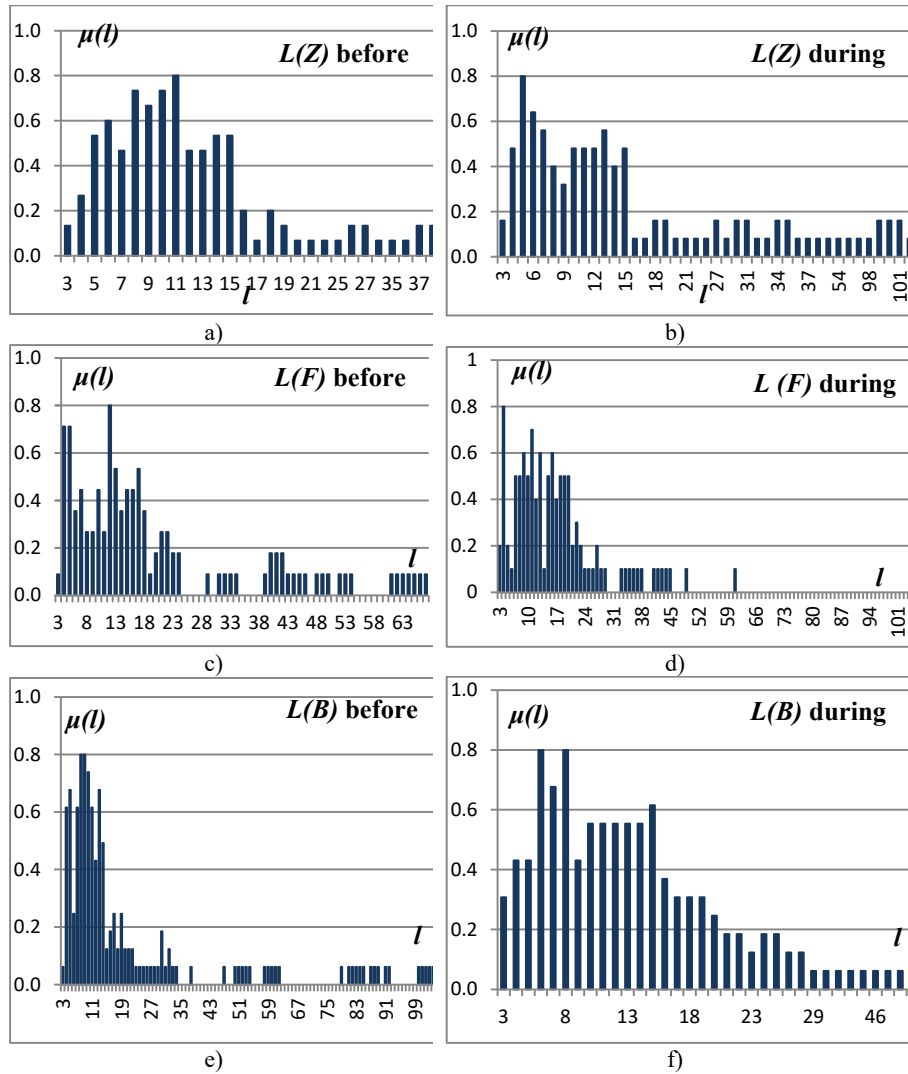 μ(l)
L(Z) before
1.0
0.8
0.6
0.4
0.2
0.0
3 5 7 9 11 13 15 17 19 21 25 27 35 37
l
a)
μ(l)
L(Z) during
1.0
0.8
0.6
0.4
0.2
0.0
3 6 9 12 15 18 21 27 31 34 37 54 98 101
l
b)
μ(l)
L(F) before
1.0
0.8
0.6
0.4
0.2
0.0
l
3 8 13 18 23 28 33 38 43 48 53 58 63
c)
μ(l)
L (F) during
1
0.8
0.6
0.4
0.2
0
l
3 10 17 24 31 38 45 52 59 66 73 80 87 94 101
d)
μ(l)
L(B) before
1.0
0.8
0.6
0.4
0.2
0.0
l
3 11 19 27 35 43 51 59 67 75 83 91 99
e)
μ(l)
L(B) during
1.0
0.8
0.6
0.4
0.2
0.0
l
3 8 13 18 23 29 46
f)